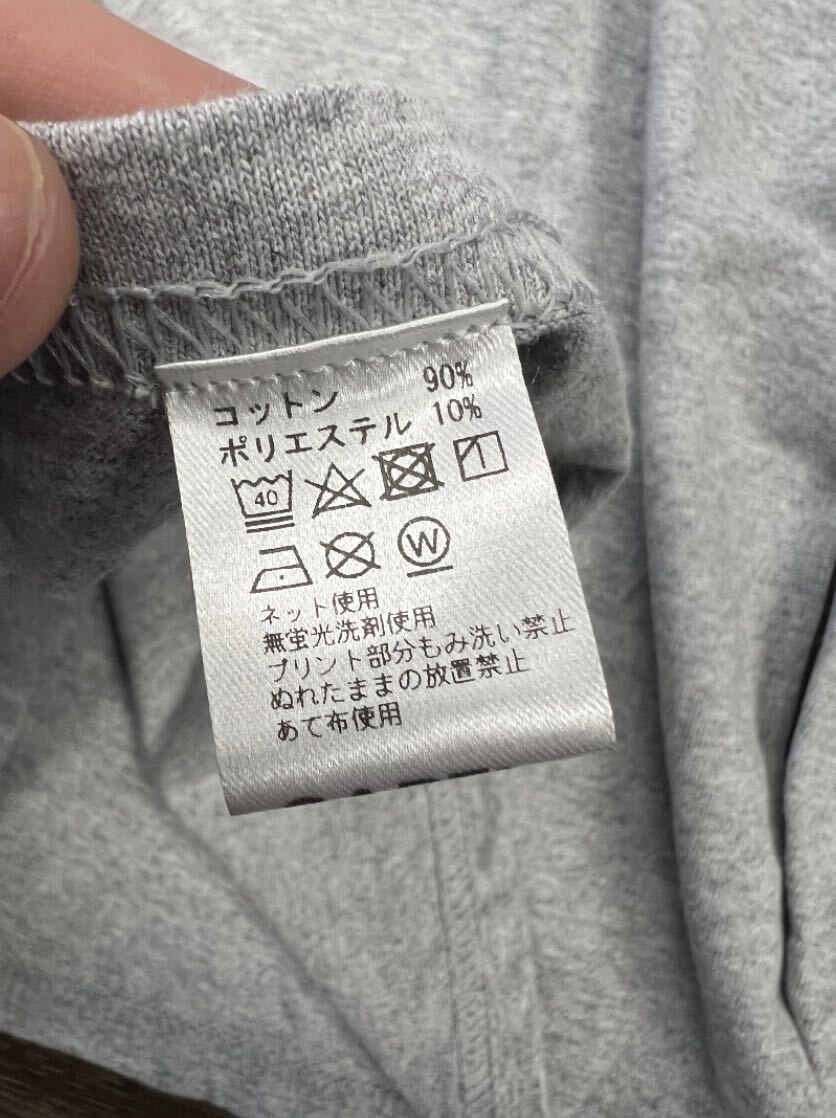 コットン 90%
ポリエステル 10%
40
W
ネット使用
無蛍光洗剤使用
プリント部分もみ洗い禁止
ぬれたままの放置禁止
あて布使用